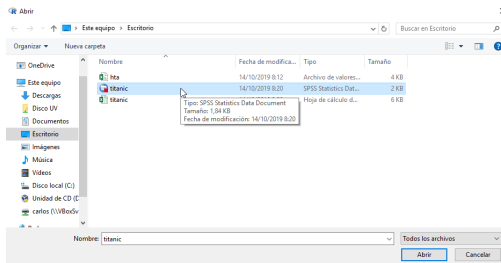 Abrir
Este equipo > Escritorio
Buscar en Escritorio
Organizar
Nueva carpeta
Nombre
Fecha de modifica...
Tipo
Tamaño
OneDrive
Este equipo
Descargas
Disco UV
Documentos
Escritorio
Imágenes
Música
Vídeos
Disco local (C:)
Unidad de CD (D
carlos (\\VBoxSv
hta
14/10/2019 8:12
Archivo de valores...
4 KB
titanic
14/10/2019 8:20
SPSS Statistics Dat...
2 KB
titanic
Hoja de cálculo d...
6 KB
Tipo: SPSS Statistics Data Document
Tamaño: 1,84 KB
Fecha de modificación: 14/10/2019 8:20
Nombre:
titanic
Todos los archivos
Abrir
Cancelar